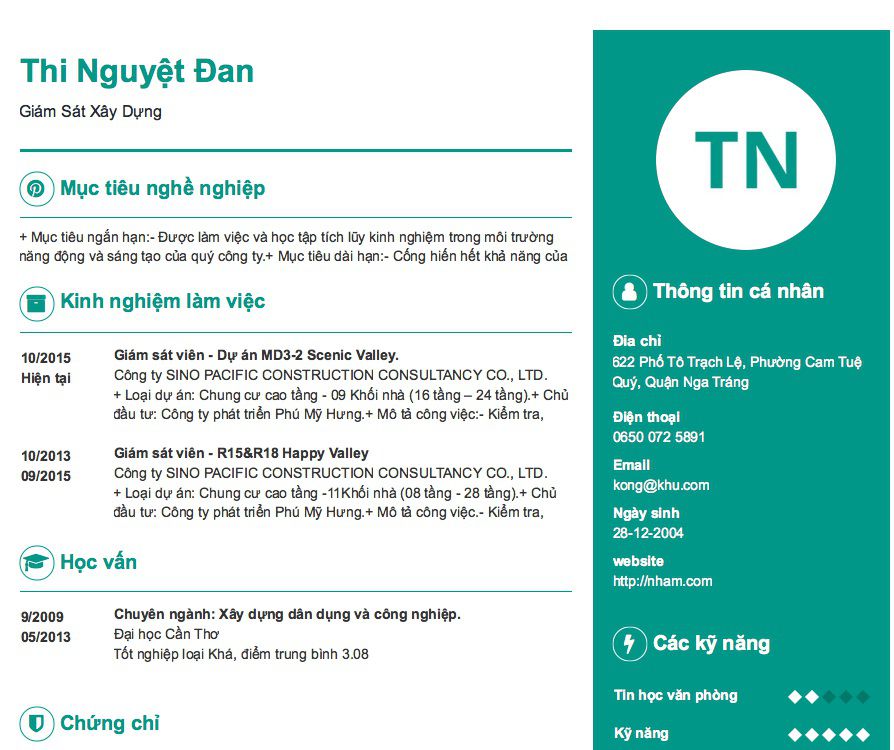 Thi Nguyệt Đan
Giám Sát Xây Dựng
Mục tiêu nghề nghiệp
+ Mục tiêu ngắn hạn:- Được làm việc và học tập tích lũy kinh nghiệm trong môi trường
năng động và sáng tạo của quý công ty.+ Mục tiêu dài hạn:- Cống hiến hết khả năng của
Kinh nghiệm làm việc
10/2015
Hiện tại
Giám sát viên - Dự án MD3-2 Scenic Valley.
Công ty SINO PACIFIC CONSTRUCTION CONSULTANCY CO., LTD.
+ Loại dự án: Chung cư cao tầng - 09 Khối nhà (16 tầng – 24 tầng).+ Chủ
đầu tư: Công ty phát triển Phú Mỹ Hưng.+ Mô tả công việc:- Kiểm tra,
10/2013
09/2015
Giám sát viên - R15&R18 Happy Valley
Công ty SINO PACIFIC CONSTRUCTION CONSULTANCY CO., LTD.
+ Loại dự án: Chung cư cao tầng -11Khối nhà (08 tầng - 28 tầng).+ Chủ
đầu tư: Công ty phát triển Phú Mỹ Hưng.+ Mô tả công việc.- Kiểm tra,
Học vấn
9/2009
05/2013
Chuyên ngành: Xây dựng dân dụng và công nghiệp.
Đại học Cần Thơ
Tốt nghiệp loại Khá, điểm trung bình 3.08
Chứng chỉ
TN
Thông tin cá nhân
Địa chỉ
622 Phố Tô Trạch Lệ, Phường Cam Tuệ
Quý, Quận Nga Tráng
Điện thoại
0650 072 5891
Email
kong@khu.com
Ngày sinh
28-12-2004
website
http://nham.com
Các kỹ năng
Tin học văn phòng
Kỹ năng